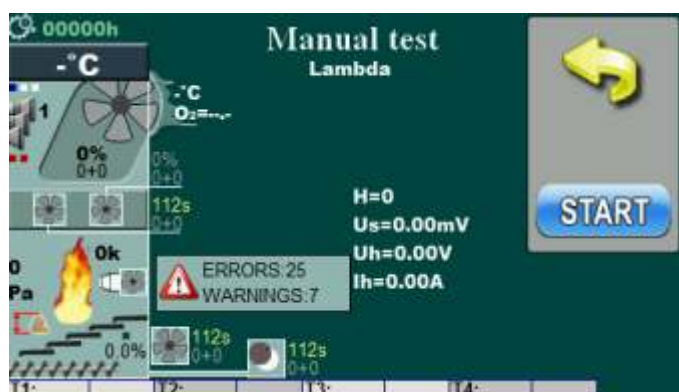 00000h
Manual test
Lambda
-°C
-°C
O₂=--.-
1
0%
0+0
0%
0+0
112s
0+0
H=0
Us=0.00mV
Uh=0.00V
Ih=0.00A
START
0k
0
Pa
ERRORS:25
WARNINGS:7
0.0%
112s
0+0
112s
0+0
T1:
T2:
T3:
T4: